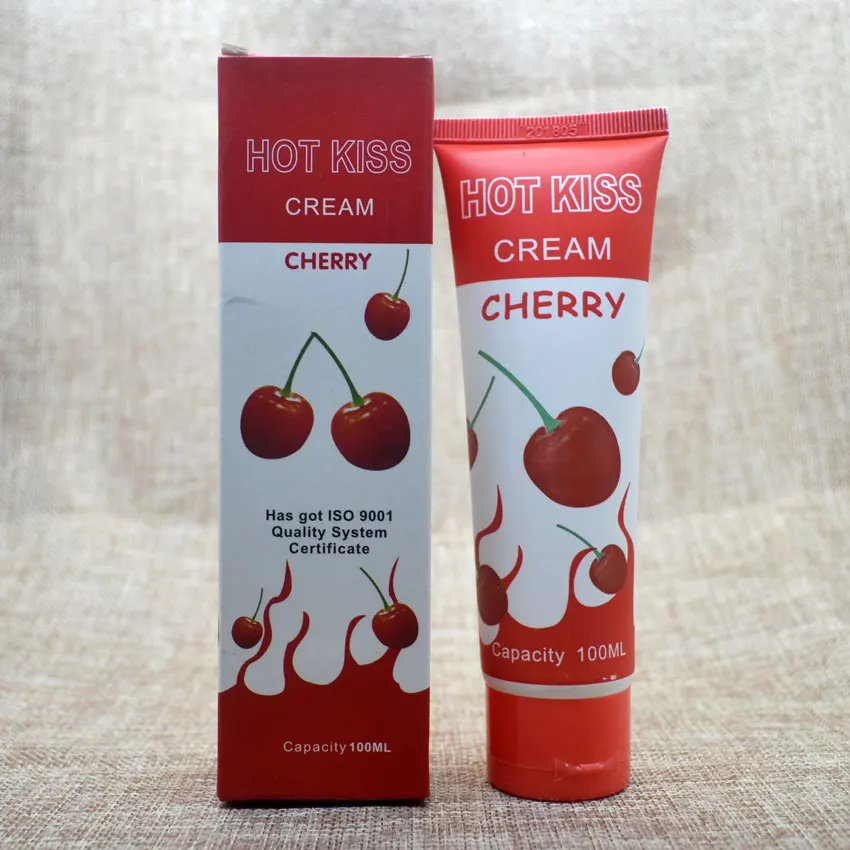 HOT KISS
CREAM
CHERRY
Has got ISO 9001
Quality System
Certificate
Capacity 100ML
201805
HOT KISS
CREAM
CHERRY
Capacity 100ML